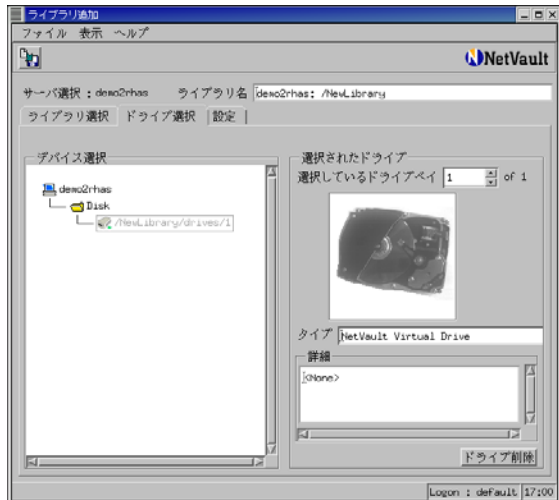 ライブラリ追加
ファイル 表示 ヘルプ
NetVault
サーバ選択 : demo2rhas ライブラリ名 demo2rhas: /NewLibrary
ライブラリ選択 ドライブ選択 設定
デバイス選択
demo2rhas
Disk
/NewLibrary/drives/1
選択されたドライブ
選択しているドライブベイ 1 of 1
タイプ NetVault Virtual Drive
詳細
<None>
ドライブ削除
Logon : default 17:00